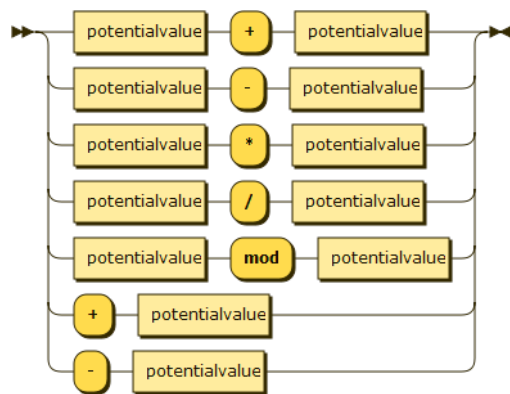 potentialvalue + potentialvalue
potentialvalue - potentialvalue
potentialvalue * potentialvalue
potentialvalue / potentialvalue
potentialvalue mod potentialvalue
+ potentialvalue
- potentialvalue